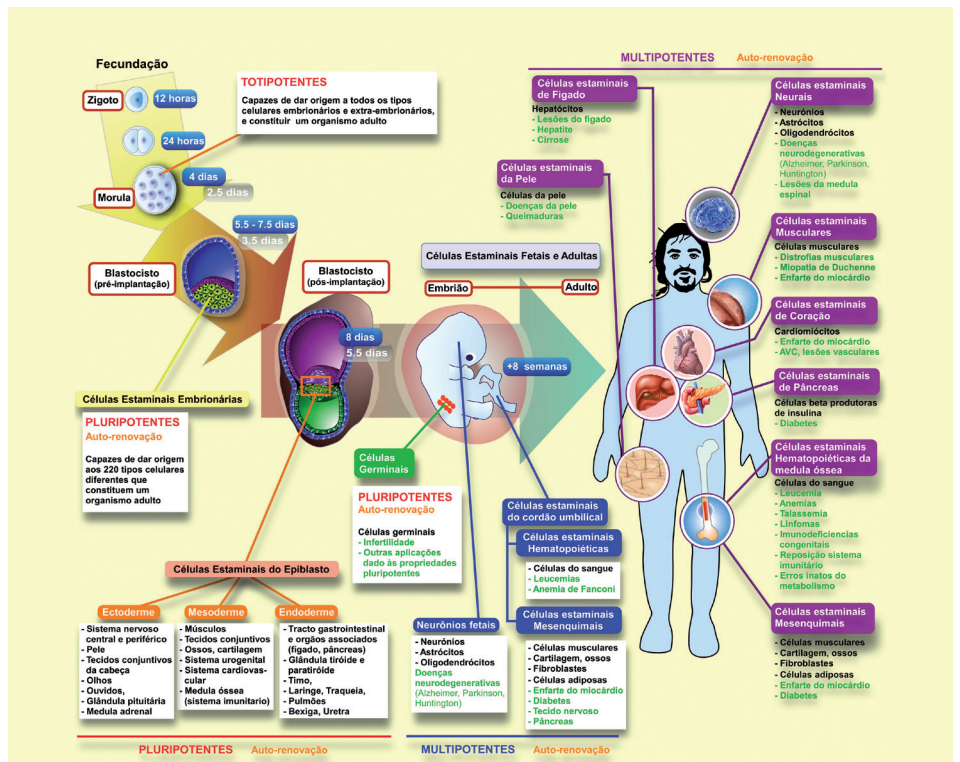 Fecundação
Zigoto
12 horas
24 horas
Morula
4 dias
2.5 dias
TOTIPOTENTES
Capazes de dar origem a todos os tipos
celulares embrionários e extra-embrionários,
e constituir um organismo adulto
5.5 - 7.5 dias
3.5 dias
Blastocisto
(pré-implantação)
Blastocisto
(pós-implantação)
8 dias
5.5 dias
Células Estaminais Embrionárias
PLURIPOTENTES
Auto-renovação
Capazes de dar origem
aos 220 tipos celulares
diferentes que
constituem um
organismo adulto
Células Estaminais Fetais e Adultas
Embrião
Adulto
+8 semanas
Células
Germinais
PLURIPOTENTES
Auto-renovação
Células germinais
- Infertilidade
- Outras aplicações
dado às propriedades
pluripotentes
Células Estaminais do Epiblasto
Ectoderme
- Sistema nervoso
central e periférico
- Pele
- Tecidos conjuntivos
da cabeça
- Olhos
- Ouvidos,
- Glândula pituitária
- Medula adrenal
Mesoderme
- Músculos
- Tecidos conjuntivos
- Ossos, cartilagem
- Sistema urogenital
- Sistema cardiovas-
cular
- Medula óssea
(sistema imunitario)
Endoderme
- Tracto gastrointestinal
e orgãos associados
(fígado, pâncreas)
- Glândula tiróide e
paratiróide
- Timo,
- Laringe, Traqueia,
- Pulmões
- Bexiga, Uretra
PLURIPOTENTES
Auto-renovação
Neurônios fetais
- Neurónios
- Astrócitos
- Oligodendrócitos
Doenças
neurodegenerativas
(Alzheimer, Parkinson,
Huntington)
Células estaminais
do cordão umbilical
Células estaminais
Hematopoiéticas
- Células do sangue
- Leucemias
- Anemia de Fanconi
Células estaminais
Mesenquimais
- Células musculares
- Cartilagem, ossos
- Fibroblastes
- Células adiposas
- Enfarte do miocárdio
- Diabetes
- Tecido nervoso
- Pâncreas
MULTIPOTENTES
Auto-renovação
MULTIPOTENTES
Auto-renovação
Células estaminais
de Figado
Hepatócitos
- Lesões do figado
- Hepatite
- Cirrose
Células estaminais
da Pele
Células da pele
- Doenças da pele
- Queimaduras
Células estaminais
Neurais
- Neurónios
- Astrócitos
- Oligodendrócitos
- Doenças
neurodegenerativas
(Alzheimer, Parkinson,
Huntington)
- Lesões da medula
espinal
Células estaminais
Musculares
Células musculares
- Distrofias musculares
- Miopatia de Duchenne
- Enfarte do miocárdio
Células estaminais
de Coração
Cardiomiócitos
- Enfarte do miocárdio
- AVC, lesões vasculares
Células estaminais
de Pâncreas
Células beta produtoras
de insulina
- Diabetes
Células estaminais
Hematopoiéticas da
medula óssea
Células do sangue
- Leucemia
- Anemias
- Talassemia
- Linfomas
- Imunodeficiencias
congenitais
- Reposição sistema
imunitário
- Erros inatos do
metabolismo
Células estaminais
Mesenquimais
- Células musculares
- Cartilagem, ossos
- Fibroblastes
- Células adiposas
- Enfarte do miocárdio
- Diabetes